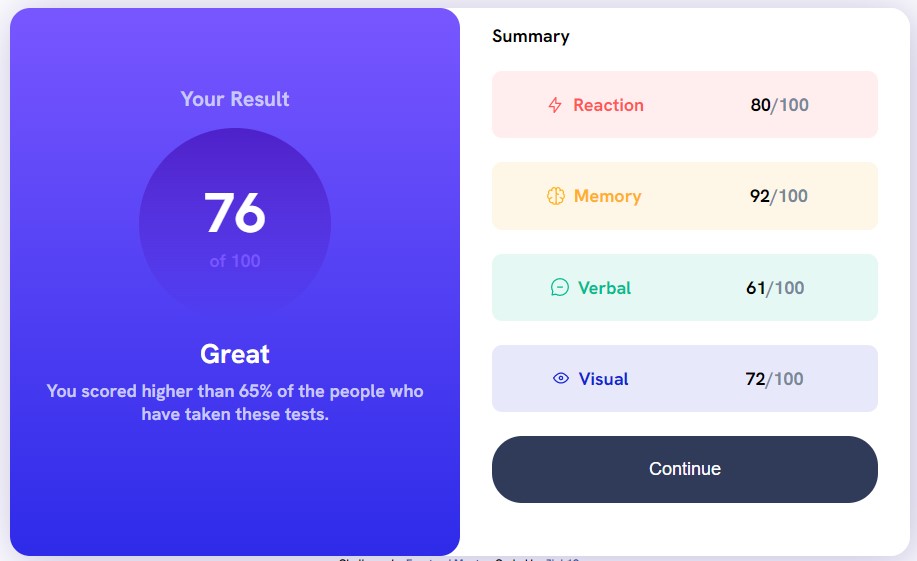 Your Result
76
of 100
Great
You scored higher than 65% of the people who
have taken these tests.
Summary
Reaction 80/100
Memory 92/100
Verbal 61/100
Visual 72/100
Continue